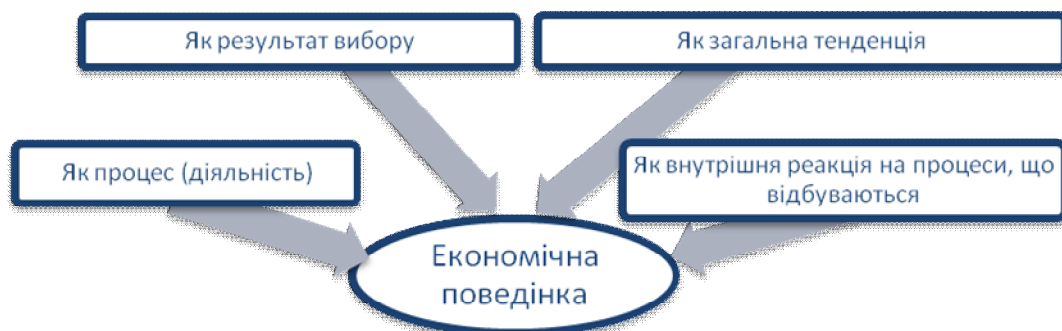 Як результат вибору
Як загальна тенденція
Як процес (діяльність)
Як внутрішня реакція на процеси, що
відбуваються
Економічна
поведінка